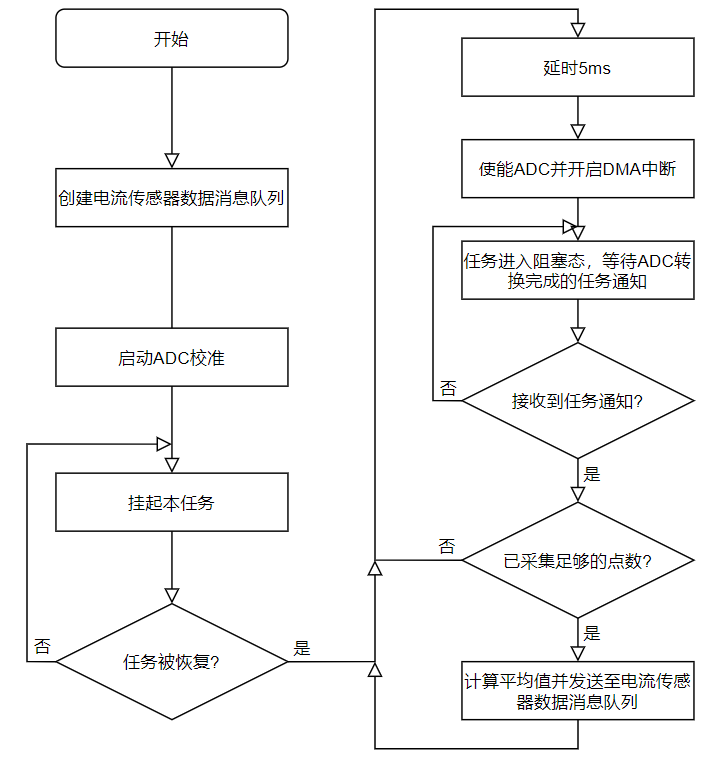 开始
创建电流传感器数据消息队列
启动ADC校准
挂起本任务
任务被恢复?
否
是
延时5ms
使能ADC并开启DMA中断
任务进入阻塞态，等待ADC转
换完成的任务通知
接收到任务通知?
否
是
已采集足够的点数?
否
是
计算平均值并发送至电流传感
器数据消息队列